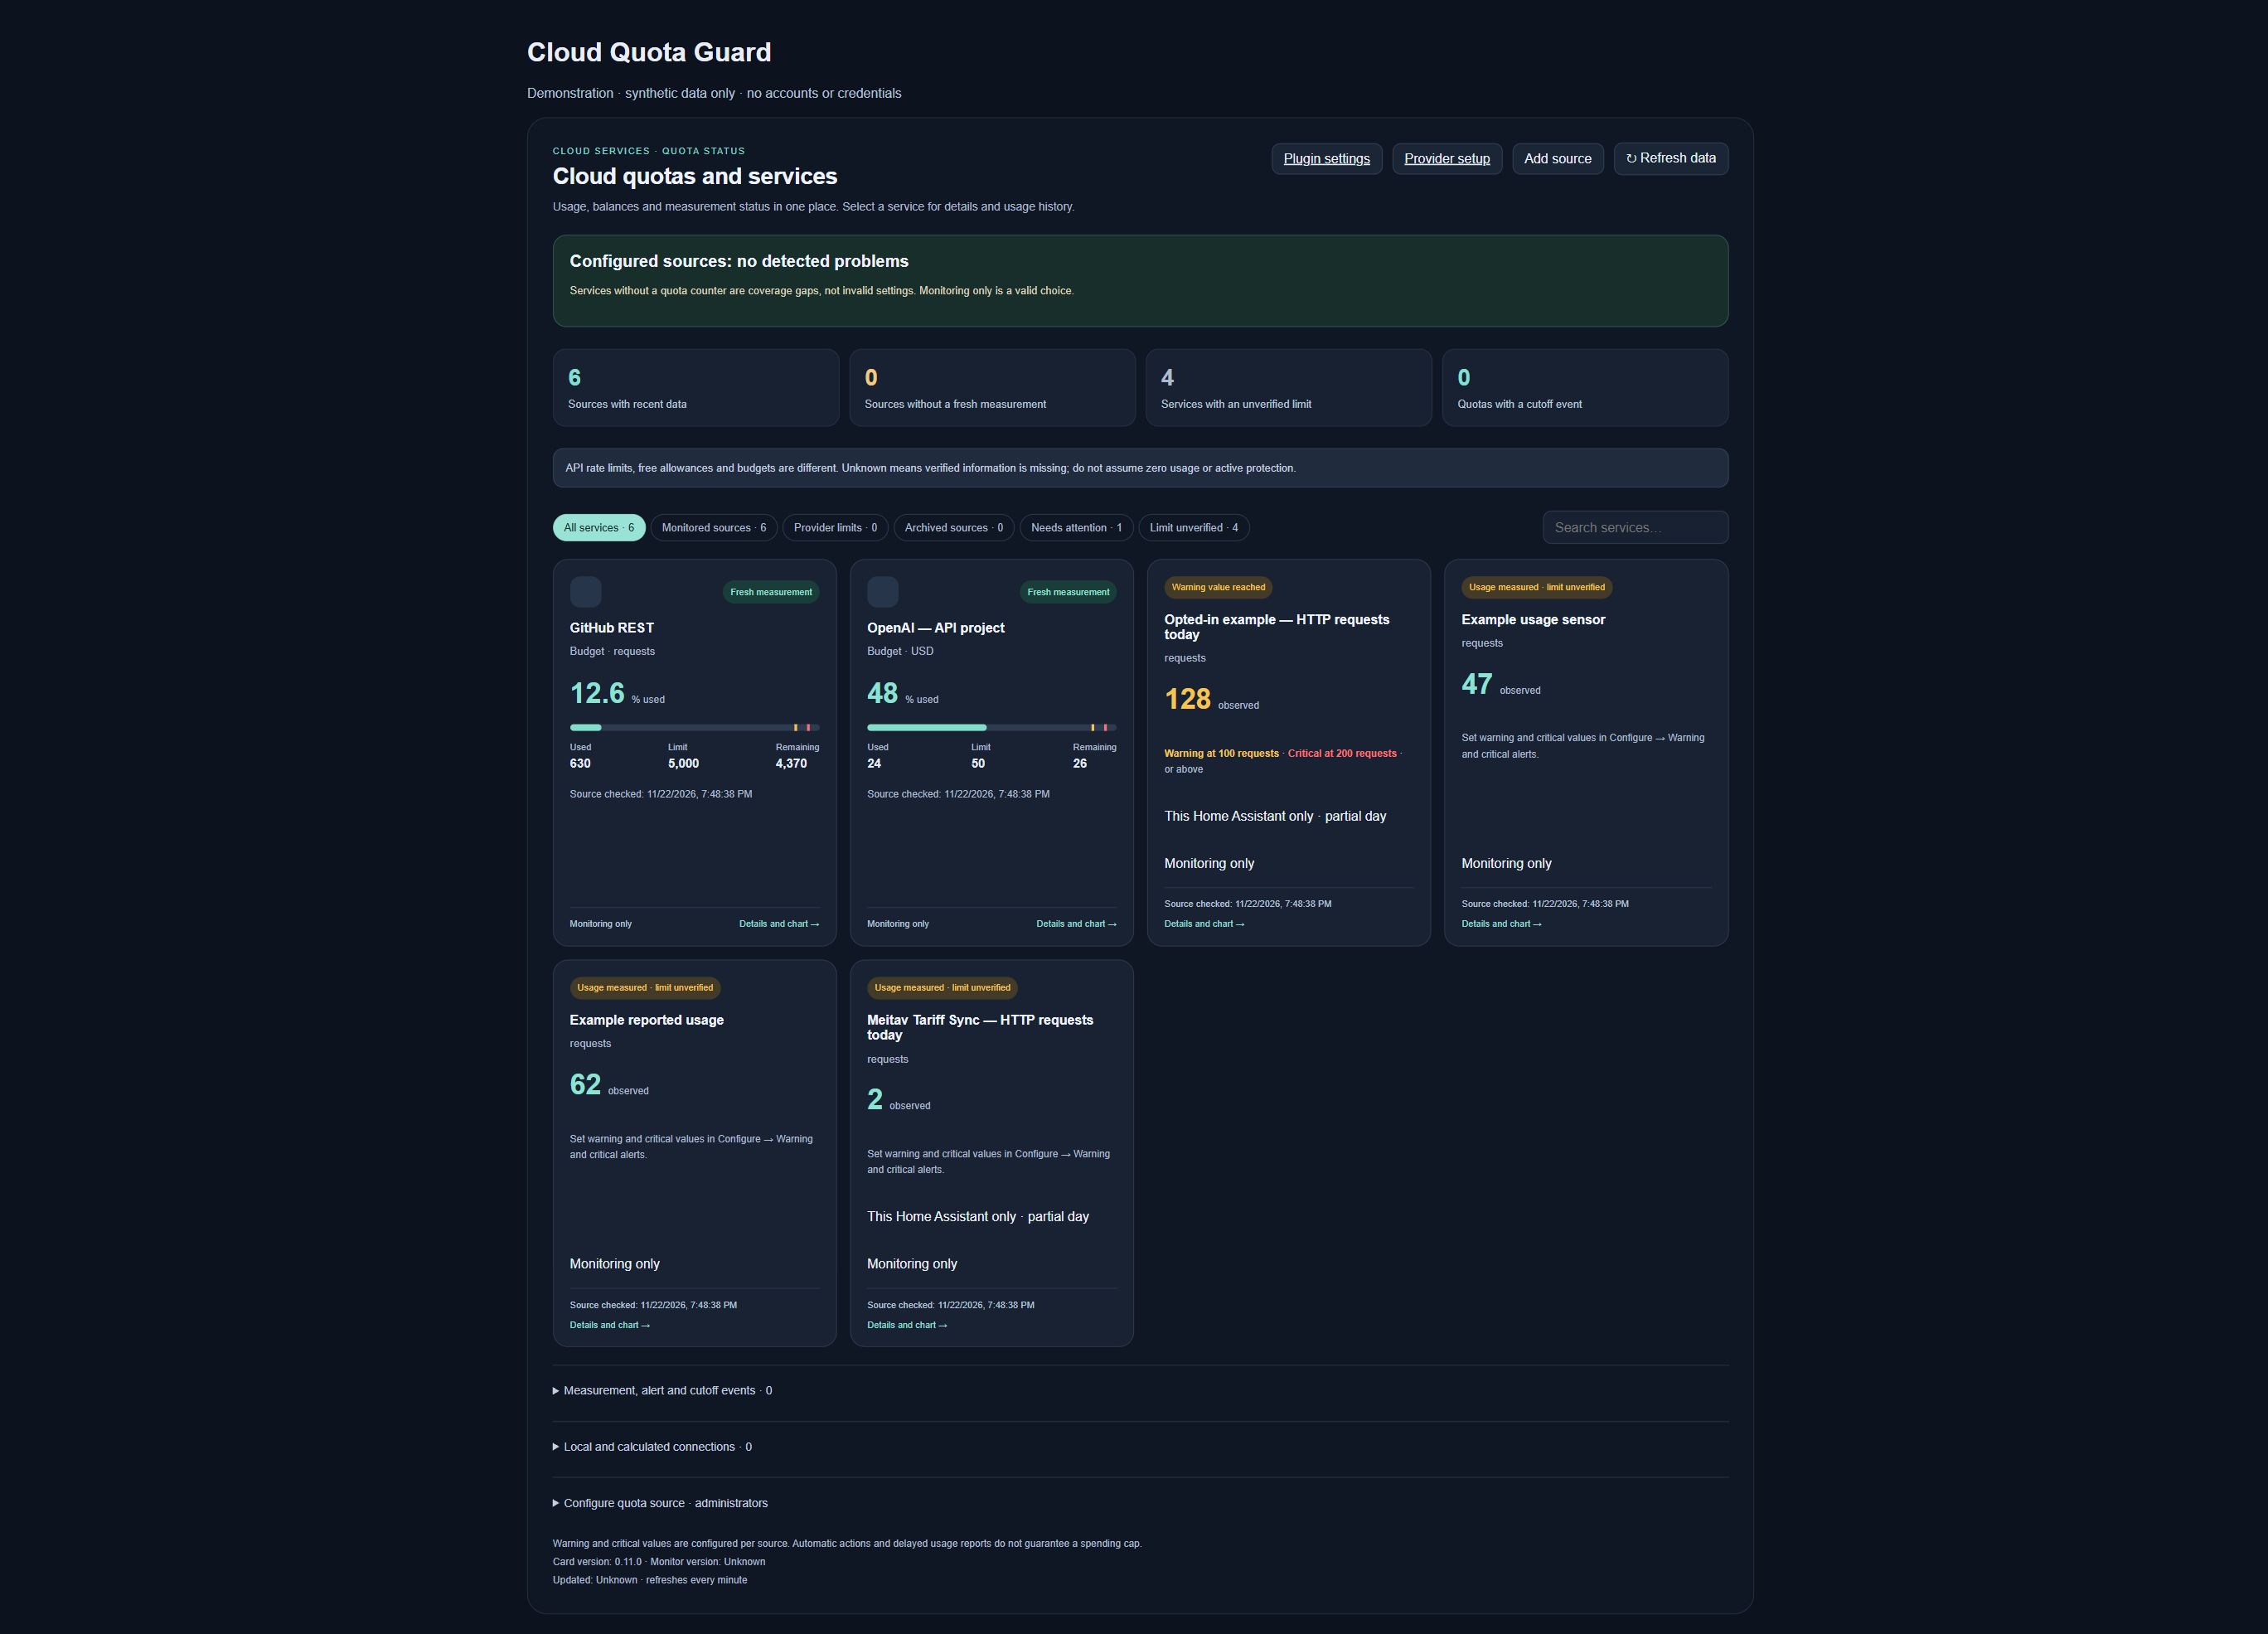 Cloud Quota Guard
Demonstration · synthetic data only · no accounts or credentials
CLOUD SERVICES · QUOTA STATUS
Cloud quotas and services
Usage, balances and measurement status in one place. Select a service for details and usage history.
Plugin settings
Provider setup
Add source
↻ Refresh data
Configured sources: no detected problems
Services without a quota counter are coverage gaps, not invalid settings. Monitoring only is a valid choice.
6
Sources with recent data
0
Sources without a fresh measurement
4
Services with an unverified limit
0
Quotas with a cutoff event
API rate limits, free allowances and budgets are different. Unknown means verified information is missing; do not assume zero usage or active protection.
All services · 6
Monitored sources · 6
Provider limits · 0
Archived sources · 0
Needs attention · 1
Limit unverified · 4
Search services...
Fresh measurement
GitHub REST
Budget · requests
12.6 % used
Used Limit Remaining
630 5,000 4,370
Source checked: 11/22/2026, 7:48:38 PM
Monitoring only
Details and chart →
Fresh measurement
OpenAI — API project
Budget · USD
48 % used
Used Limit Remaining
24 50 26
Source checked: 11/22/2026, 7:48:38 PM
Monitoring only
Details and chart →
Warning value reached
Opted-in example — HTTP requests
today
requests
128 observed
Warning at 100 requests · Critical at 200 requests ·
or above
This Home Assistant only · partial day
Monitoring only
Source checked: 11/22/2026, 7:48:38 PM
Details and chart →
Usage measured · limit unverified
Example usage sensor
requests
47 observed
Set warning and critical values in Configure → Warning
and critical alerts.
Monitoring only
Source checked: 11/22/2026, 7:48:38 PM
Details and chart →
Usage measured · limit unverified
Example reported usage
requests
62 observed
Set warning and critical values in Configure → Warning
and critical alerts.
Monitoring only
Source checked: 11/22/2026, 7:48:38 PM
Details and chart →
Usage measured · limit unverified
Meitav Tariff Sync — HTTP requests
today
requests
2 observed
Set warning and critical values in Configure → Warning
and critical alerts.
This Home Assistant only · partial day
Monitoring only
Source checked: 11/22/2026, 7:48:38 PM
Details and chart →
▶ Measurement, alert and cutoff events · 0
▶ Local and calculated connections · 0
▶ Configure quota source · administrators
Warning and critical values are configured per source. Automatic actions and delayed usage reports do not guarantee a spending cap.
Card version: 0.11.0 · Monitor version: Unknown
Updated: Unknown · refreshes every minute